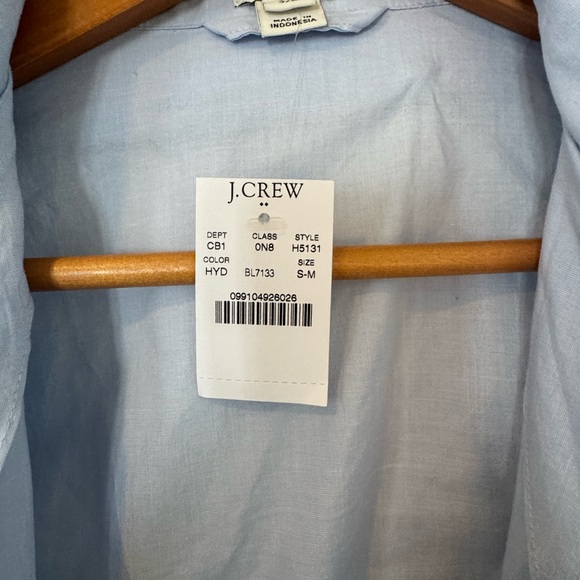 MADE IN
INDONESIA
J.CREW
DEPT CLASS STYLE
CB1 0N8 H5131
COLOR SIZE
HYD BL7133 S-M
099104926026